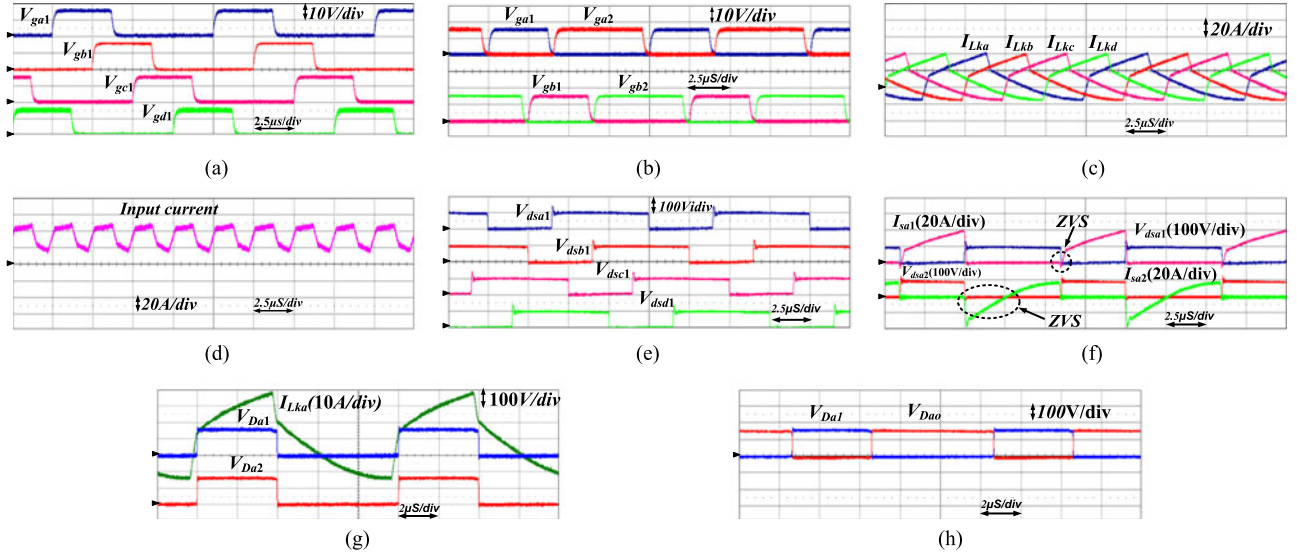 Vga1
10V/div
Vgb1
Vgc1
Vgd1
2.5µs/div
(a)
Vga1
Vga2
10V/div
2.5µS/div
Vgb1
Vgb2
(b)
20A/div
ILka
ILkb
ILkc
ILkd
2.5µS/div
(c)
Input current
20A/div
2.5µS/div
(d)
100V/div
Vdsa1
Vdsb1
Vdsc1
Vdsd1
2.5µS/div
(e)
Isa1(20A/div)
ZVS
Vdsa1(100V/div)
Vdsa2(100V/div)
Isa2(20A/div)
ZVS
2.5µS/div
(f)
ILka(10A/div)
100V/div
VDa1
VDa2
2µS/div
(g)
VDa1
VDao
100V/div
2µS/div
(h)